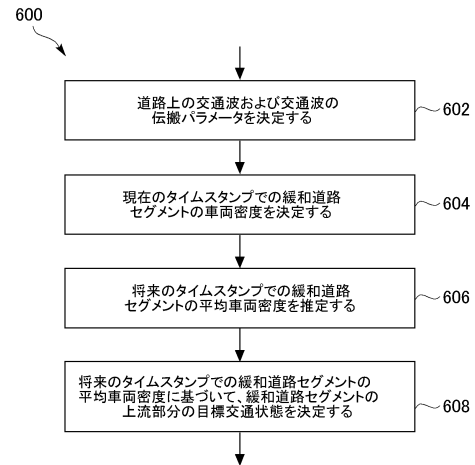 600
道路上の交通波および交通波の
伝搬パラメータを決定する
602
現在のタイムスタンプでの緩和道路
セグメントの車両密度を決定する
604
将来のタイムスタンプでの緩和道路
セグメントの平均車両密度を推定する
606
将来のタイムスタンプでの緩和道路セグメントの
平均車両密度に基づいて、緩和道路セグメントの
上流部分の目標交通状態を決定する
608